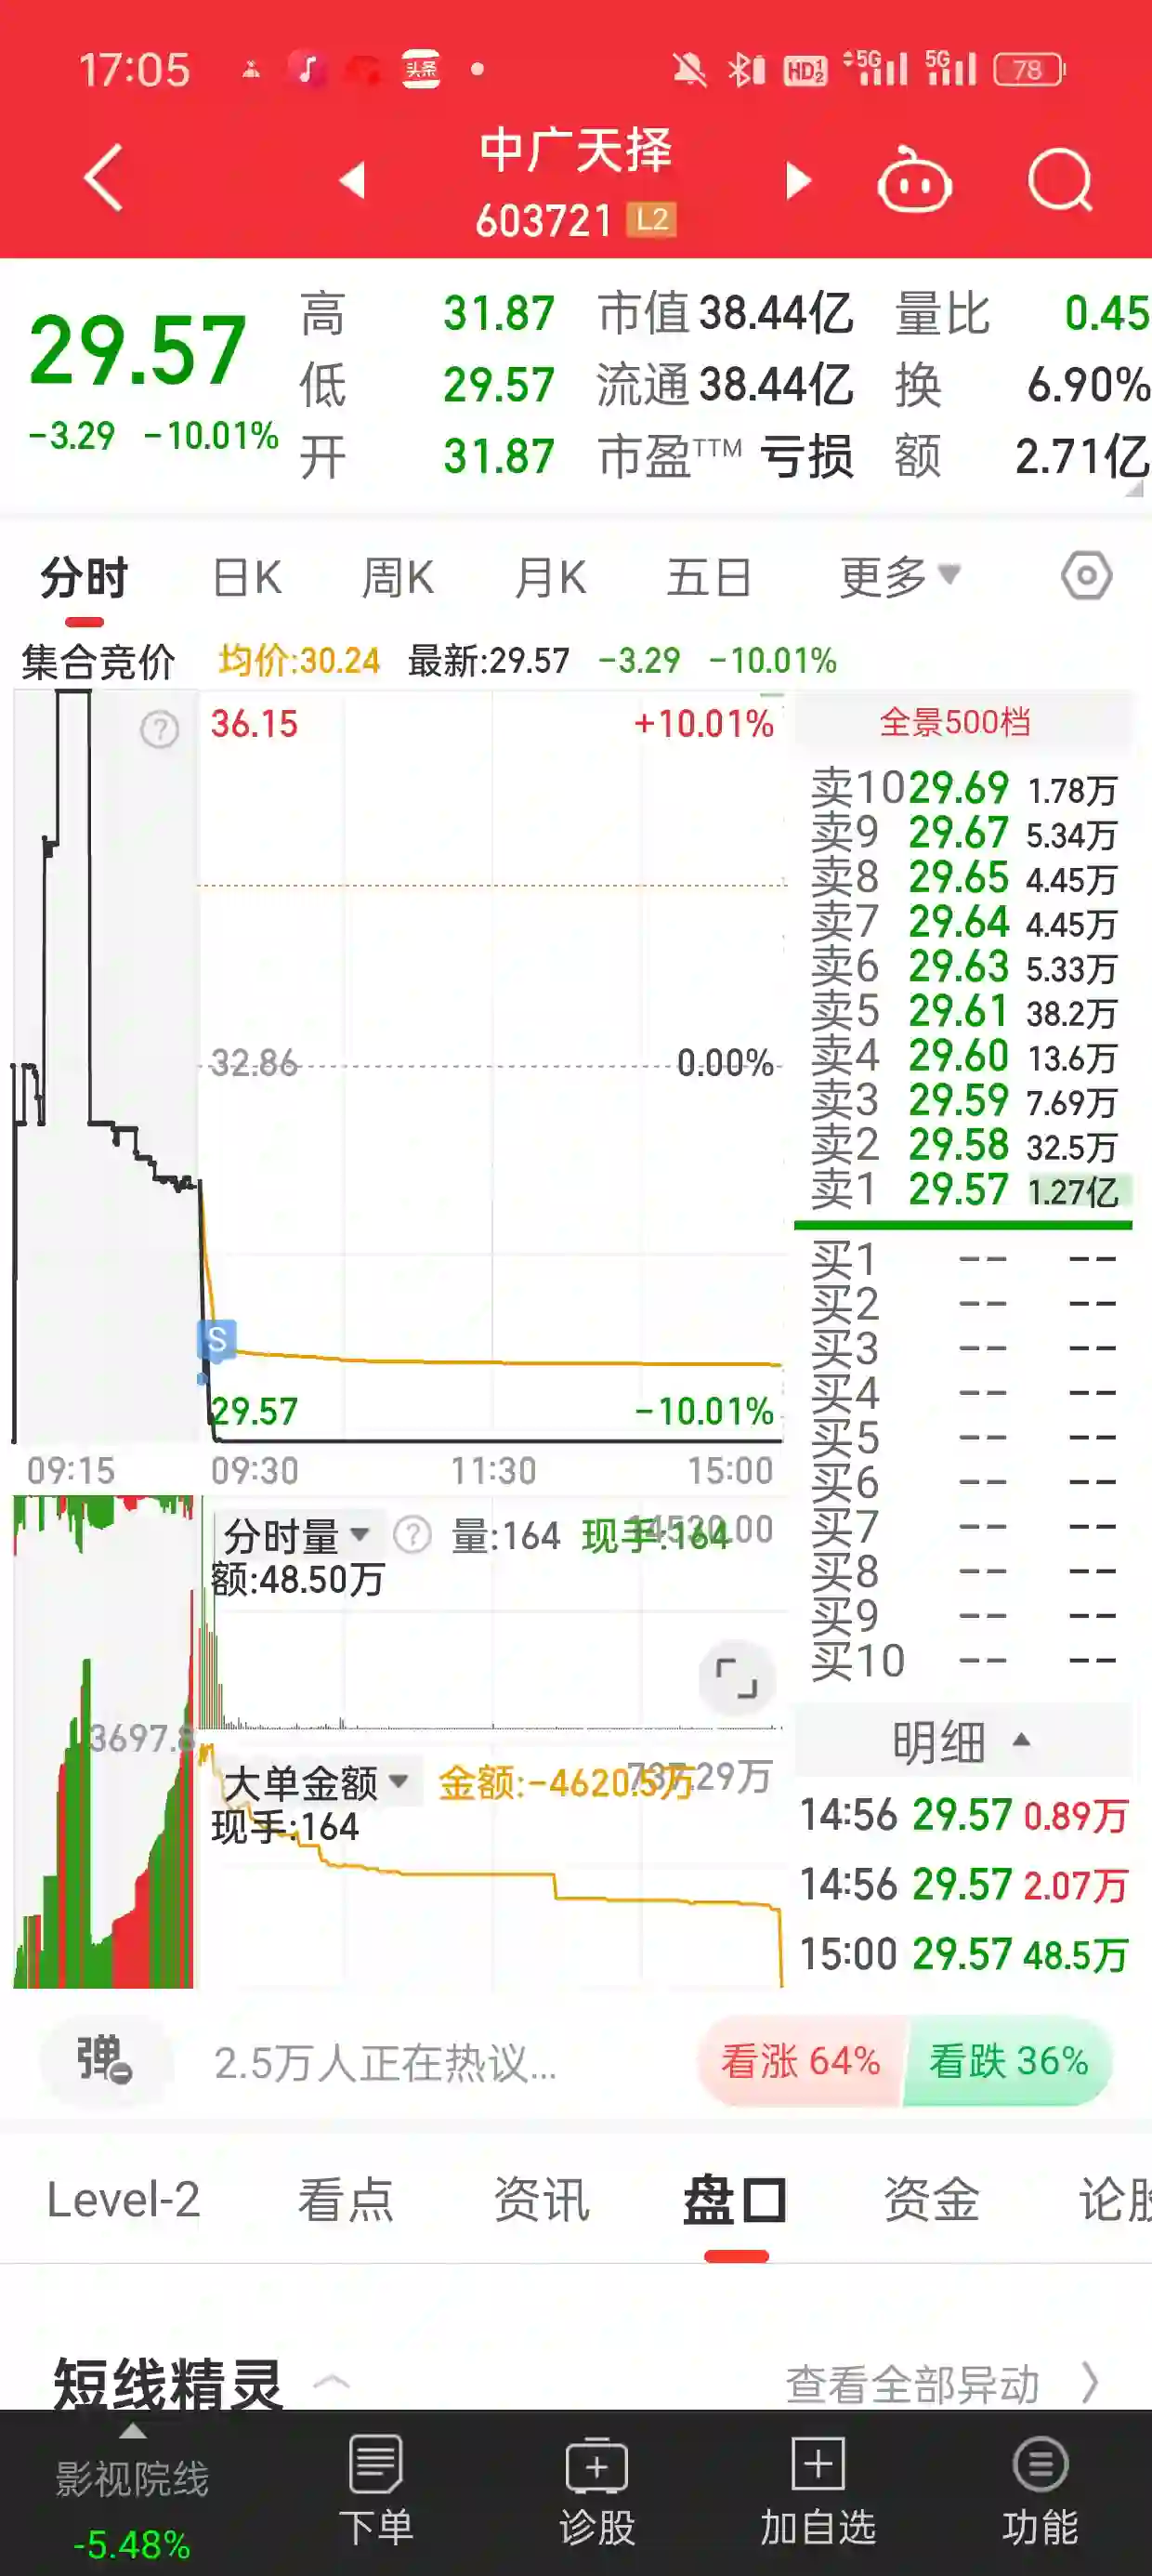 17:05 头条 HD 1 2 5G 5G 78
中广天择
603721 L2
29.57
-3.29 -10.01%
高 31.87 市值 38.44亿 量比 0.45
低 29.57 流通 38.44亿 换 6.90%
开 31.87 市盈TTM 亏损 额 2.71亿
分时 日K 周K 月K 五日 更多
集合竞价 均价:30.24 最新:29.57 -3.29 -10.01%
36.15 +10.01%
32.86 0.00%
S
29.57 -10.01%
09:15 09:30 11:30 15:00
全景500档
卖10 29.69 1.78万
卖9 29.67 5.34万
卖8 29.65 4.45万
卖7 29.64 4.45万
卖6 29.63 5.33万
卖5 29.61 38.2万
卖4 29.60 13.6万
卖3 29.59 7.69万
卖2 29.58 32.5万
卖1 29.57 1.27亿
买1 -- --
买2 -- --
买3 -- --
买4 -- --
买5 -- --
买6 -- --
买7 -- --
买8 -- --
买9 -- --
买10 -- --
分时量 量:164 现手:164
额:48.50万
3697.8
大单金额 金额:-4620.5万
现手:164
明细
14:56 29.57 0.89万
14:56 29.57 2.07万
15:00 29.57 48.5万
弹 2.5万人正在热议... 看涨 64% 看跌 36%
Level-2 看点 资讯 盘口 资金 论股
短线精灵 查看全部异动
影视院线
-5.48%
下单 诊股 加自选 功能